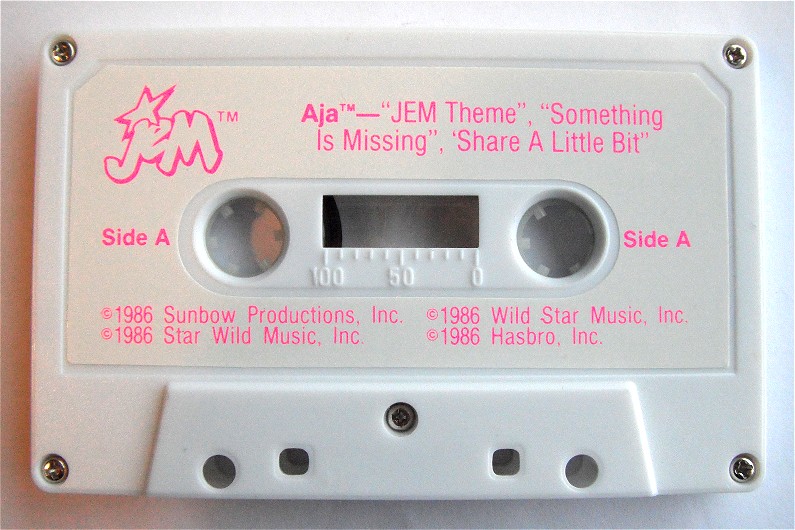 JEM™
Aja™—"JEM Theme", "Something
Is Missing", 'Share A Little Bit"
Side A
Side A
100 50 0
©1986 Sunbow Productions, Inc. ©1986 Wild Star Music, Inc.
©1986 Star Wild Music, Inc. ©1986 Hasbro, Inc.